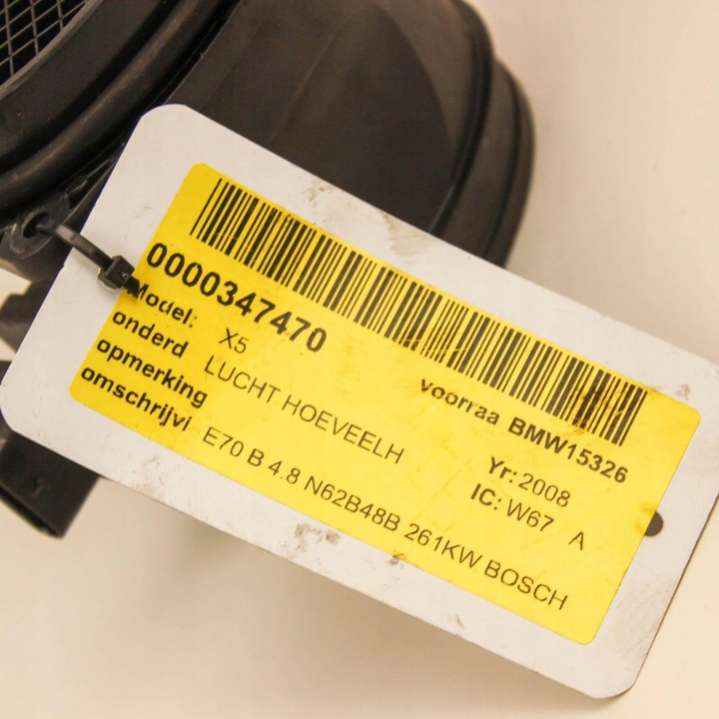 0000347470 Voorraa BMW15326
Model: X5 Yr: 2008
onderd LUCHT HOEVEELH IC: W67 A
opmerking
omschrijvi E70 B 4.8 N62B48B 261KW BOSCH